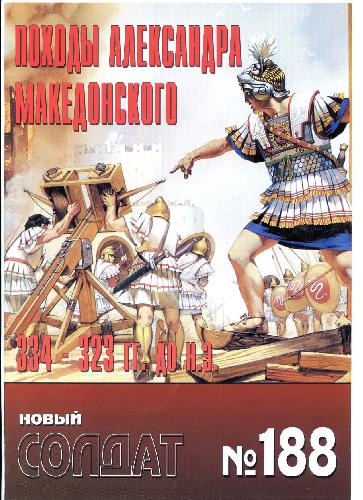 ПОХОДЫ АЛЕКСАНДРА
МАКЕДОНСКОГО
334 - 323 ГГ. ДО Н.Э.
НОВЫЙ
СОЛДАТ
№188